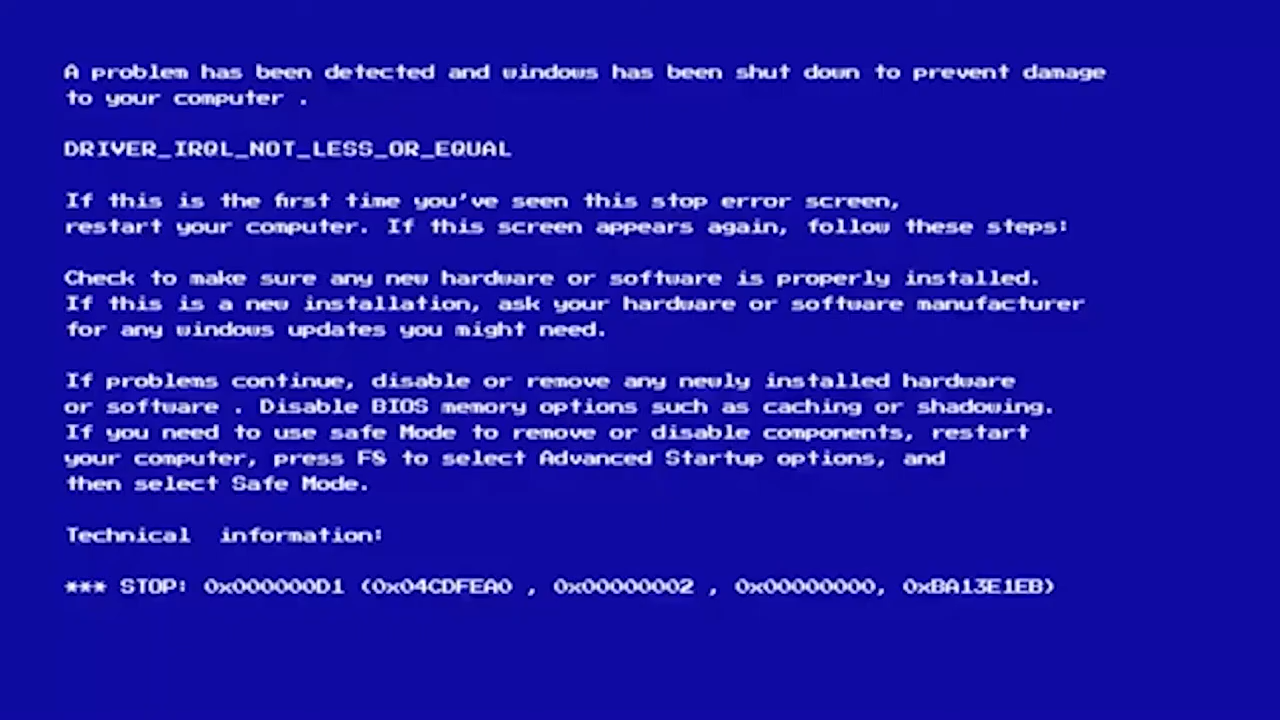 A problem has been detected and windows has been shut down to prevent damage
to your computer .
DRIVER_IRQL_NOT_LESS_OR_EQUAL
If this is the first time you've seen this stop error screen,
restart your computer. If this screen appears again, follow these steps:
Check to make sure any new hardware or software is properly installed.
If this is a new installation, ask your hardware or software manufacturer
for any windows updates you might need.
If problems continue, disable or remove any newly installed hardware
or software . Disable BIOS memory options such as caching or shadowing.
If you need to use safe Mode to remove or disable components, restart
your computer, press F8 to select Advanced Startup options, and
then select Safe Mode.
Technical information:
*** STOP: 0x000000D1 (0x04CDFEA0 , 0x00000002 , 0x00000000, 0xBA13E1EB)